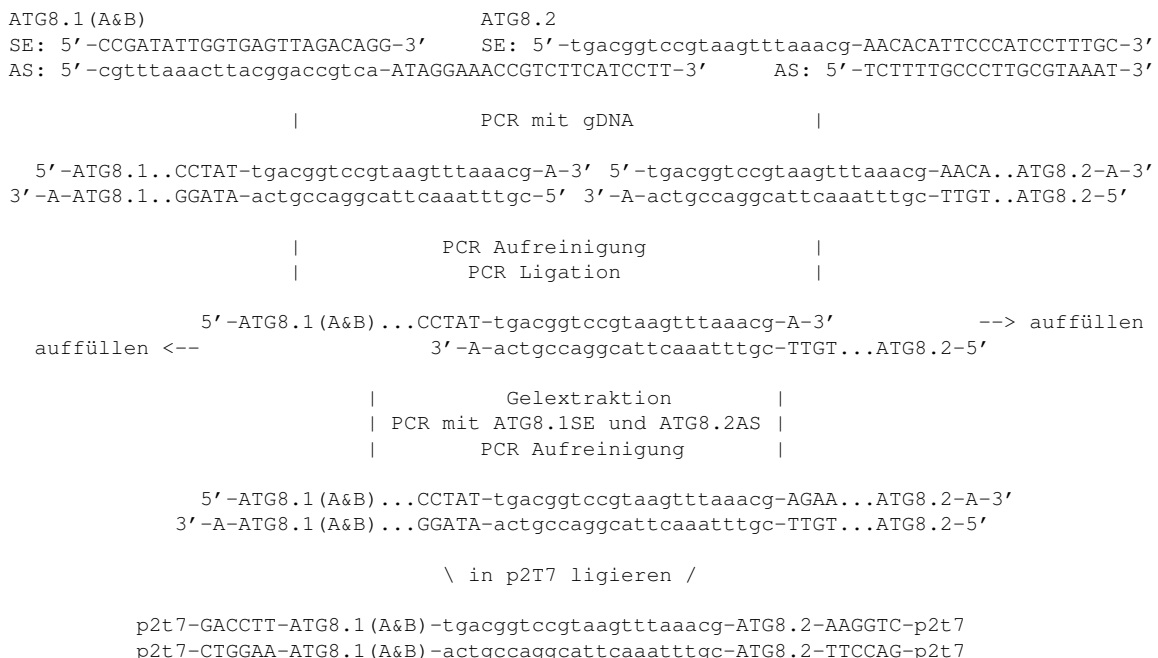 ATG8.1(A&B) ATG8.2
SE: 5′-CCGATATTGGTGAGTTAGACAGG-3′ SE: 5′-tgacggtccgtaagtttaaacg-AACACATTCCCATCCTTTGC-3′
AS: 5′-cgtttaaacttacggaccgtca-ATAGGAAACCGTCTTCATCCTT-3′ AS: 5′-TCTTTTGCCCTTGCGTAAAT-3′
| PCR mit gDNA |
5′-ATG8.1..CCTAT-tgacggtccgtaagtttaaacg-A-3′ 5′-tgacggtccgtaagtttaaacg-AACA..ATG8.2-A-3′
3′-A-ATG8.1..GGATA-actgccaggcattcaaatttgc-5′ 3′-A-actgccaggcattcaaatttgc-TTGT..ATG8.2-5′
| PCR Aufreinigung |
| PCR Ligation |
5′-ATG8.1(A&B)...CCTAT-tgacggtccgtaagtttaaacg-A-3′ --> auffüllen
auffüllen <-- 3′-A-actgccaggcattcaaatttgc-TTGT...ATG8.2-5′
| Gelextraktion |
| PCR mit ATG8.1SE und ATG8.2AS |
| PCR Aufreinigung |
5′-ATG8.1(A&B)...CCTAT-tgacggtccgtaagtttaaacg-AGAA...ATG8.2-A-3′
3′-A-ATG8.1(A&B)...GGATA-actgccaggcattcaaatttgc-TTGT...ATG8.2-5′
\ in p2T7 ligieren /
p2t7-GACCTT-ATG8.1(A&B)-tgacggtccgtaagtttaaacg-ATG8.2-AAGGTC-p2t7
p2t7-CTGGAA-ATG8.1(A&B)-actgccaggcattcaaatttgc-ATG8.2-TTCCAG-p2t7